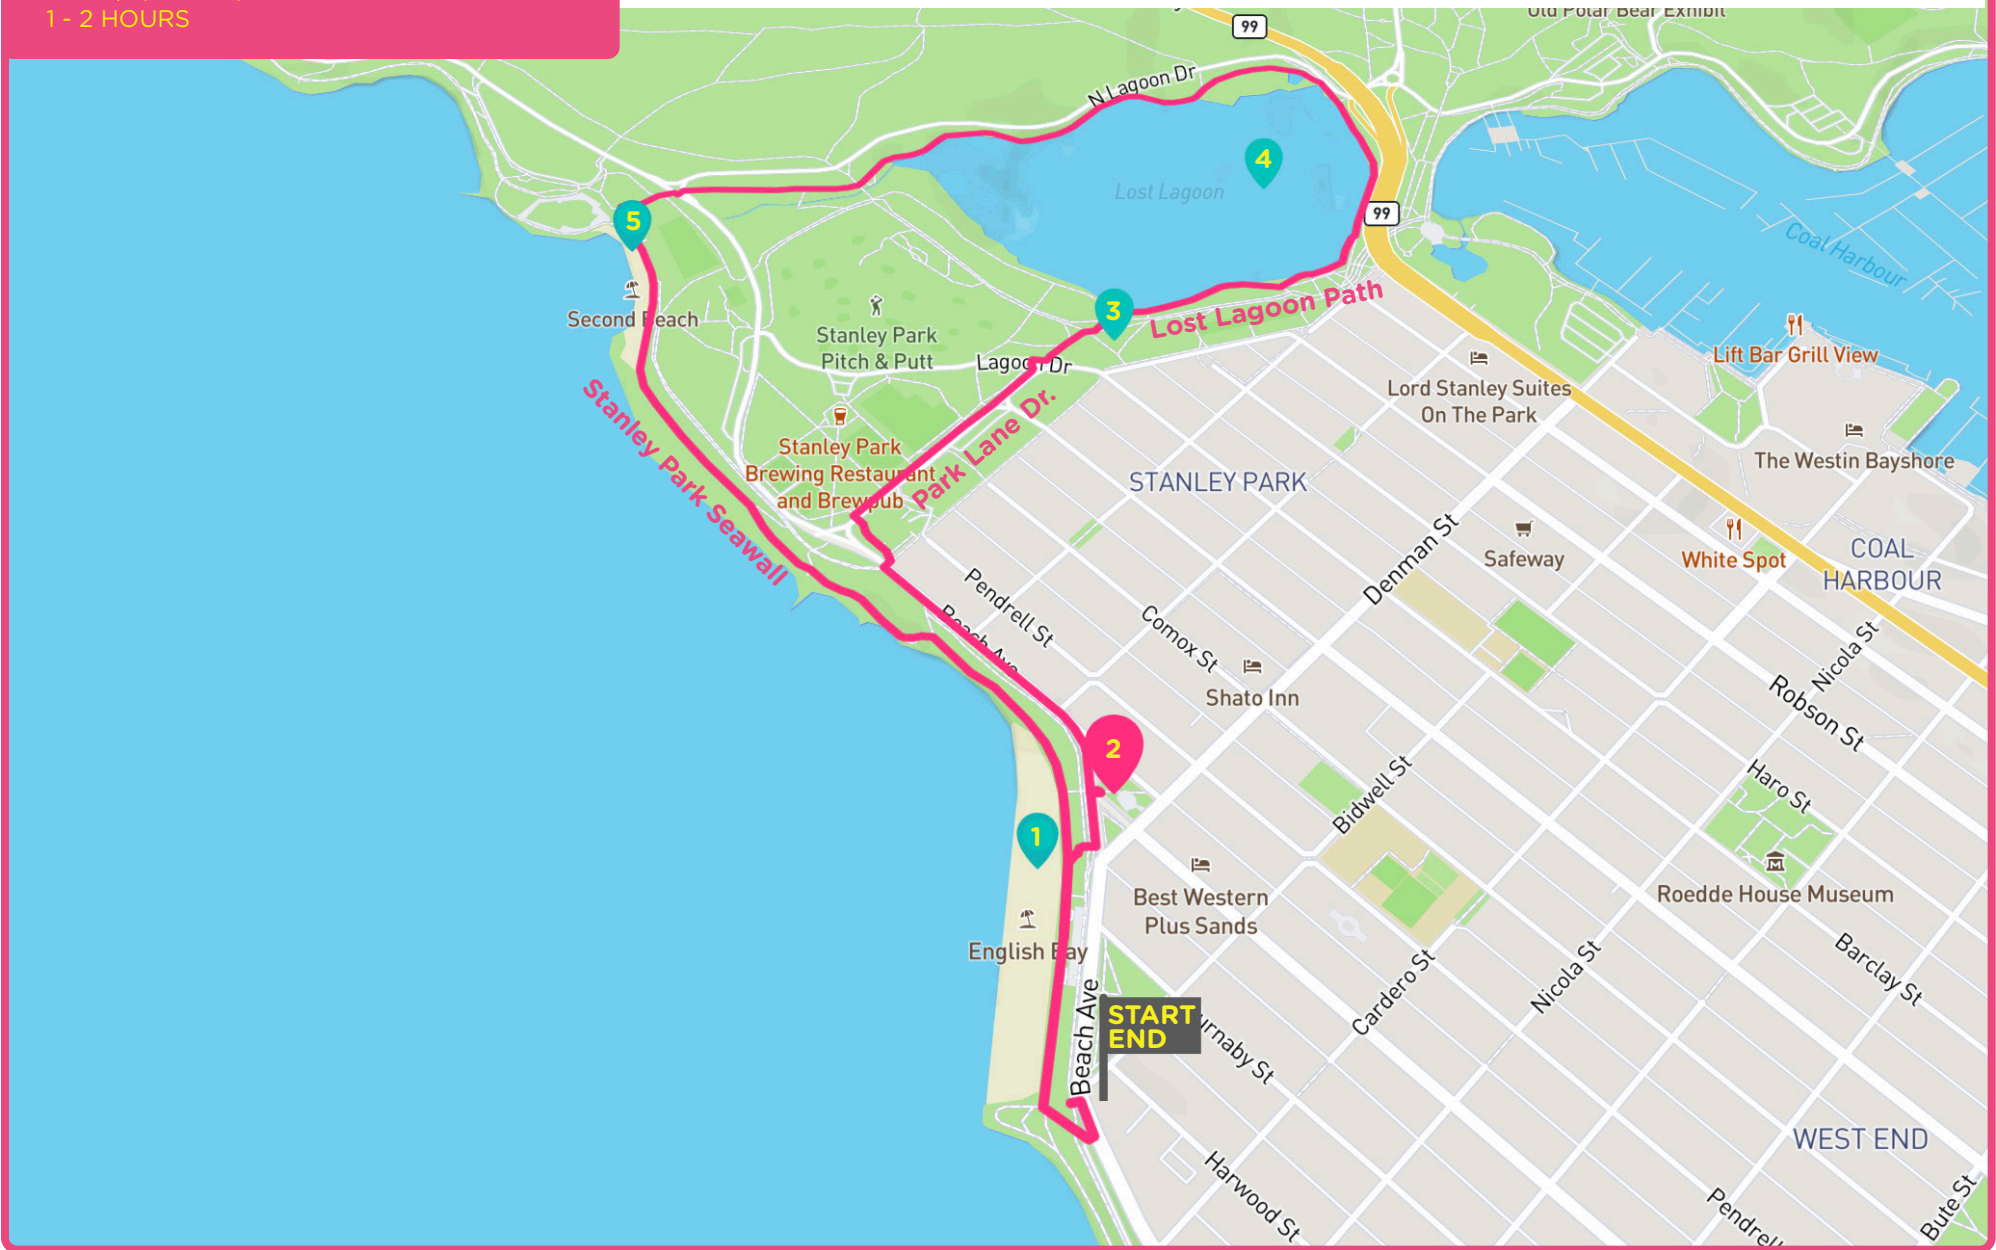 1 - 2 HOURS
99
Old Polar Bear Exhibit
N Lagoon Dr
4
Lost Lagoon
99
5
Coal Harbour
Second Beach
3
Lost Lagoon Path
Stanley Park
Pitch & Putt
Lagoon Dr
Lift Bar Grill View
Lord Stanley Suites
On The Park
Park Lane Dr.
Stanley Park
Brewing Restaurant
and Brewpub
Stanley Park Seawall
STANLEY PARK
The Westin Bayshore
Denman St
Safeway
White Spot
COAL
HARBOUR
Pendrell St
Beach Ave
Comox St
Shato Inn
Nicola St
Robson St
2
Bidwell St
Haro St
1
Best Western
Plus Sands
Roedde House Museum
English Bay
Cardero St
Nicola St
Barclay St
Beach Ave
START
END
urnaby St
WEST END
Harwood St
Pendrell
Bute St